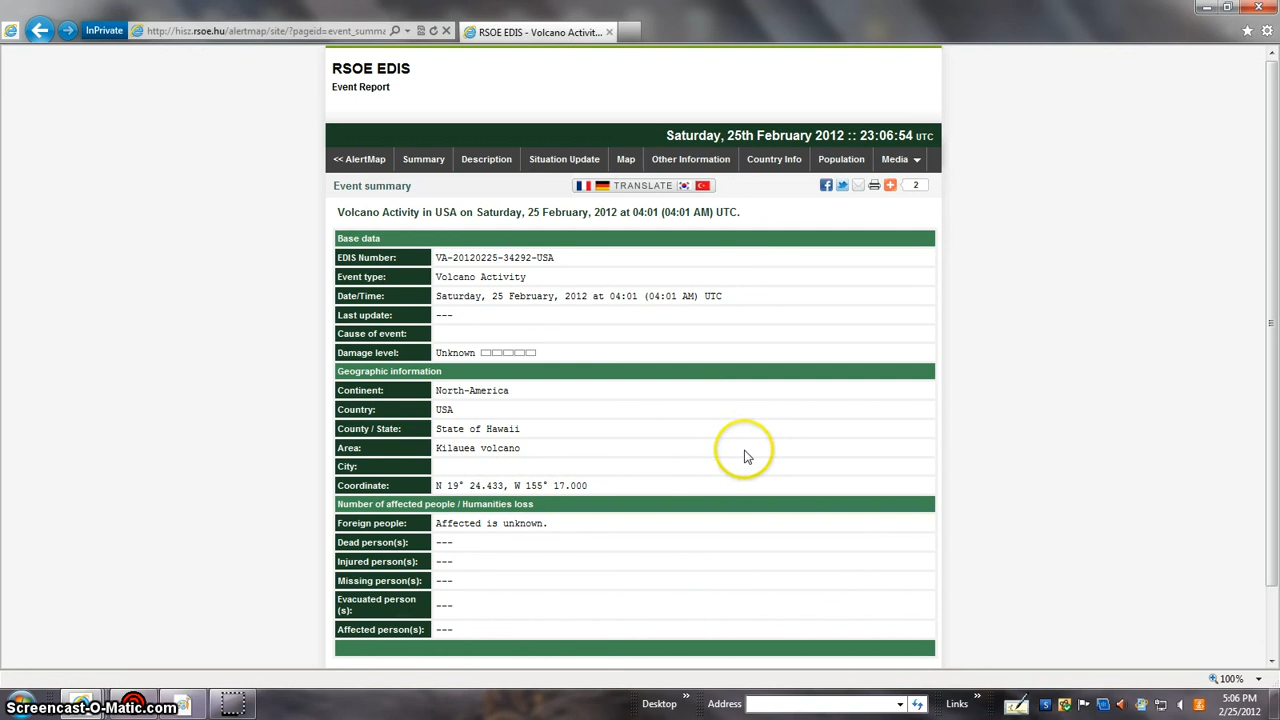 InPrivate
http://hisz.rsoe.hu/alertmap/site/?pageid=event_summa
RSOE EDIS - Volcano Activit...
RSOE EDIS
Event Report
Saturday, 25th February 2012 :: 23:06:54 UTC
<< AlertMap Summary Description Situation Update Map Other Information Country Info Population Media
Event summary
TRANSLATE
2
Volcano Activity in USA on Saturday, 25 February, 2012 at 04:01 (04:01 AM) UTC.
Base data
EDIS Number: VA-20120225-34292-USA
Event type: Volcano Activity
Date/Time: Saturday, 25 February, 2012 at 04:01 (04:01 AM) UTC
Last update: ---
Cause of event:
Damage level: Unknown
Geographic information
Continent: North-America
Country: USA
County / State: State of Hawaii
Area: Kilauea volcano
City:
Coordinate: N 19° 24.433, W 155° 17.000
Number of affected people / Humanities loss
Foreign people: Affected is unknown.
Dead person(s): ---
Injured person(s): ---
Missing person(s): ---
Evacuated person
(s): ---
Affected person(s): ---
100%
Screencast-O-Matic.com
Desktop
Address
Links
5:06 PM
2/25/2012